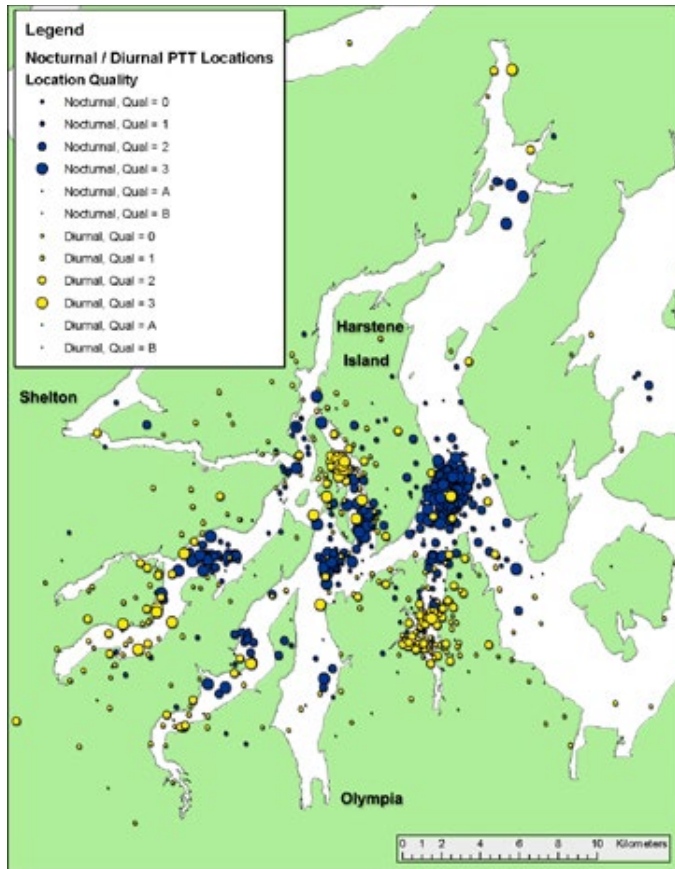 Legend
Nocturnal / Diurnal PTT Locations
Location Quality
Nocturnal, Qual = 0
Nocturnal, Qual = 1
Nocturnal, Qual = 2
Nocturnal, Qual = 3
Nocturnal, Qual = A
Nocturnal, Qual = B
Diurnal, Qual = 0
Diurnal, Qual = 1
Diurnal, Qual = 2
Diurnal, Qual = 3
Diurnal, Qual = A
Diurnal, Qual = B
Harstene
Island
Shelton
Olympia
0 1 2 4 6 8 10 Kilometers